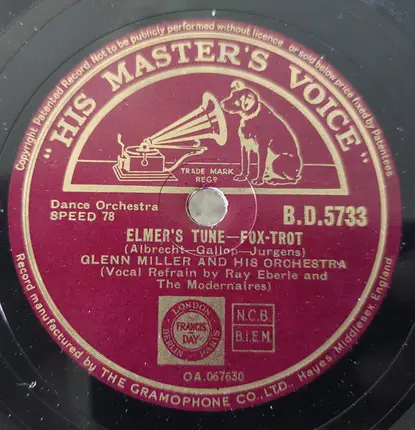 Copyright Patented Record. Not to be publicly performed without licence or sold below price fixed by Patentees.
"HIS MASTER'S VOICE"
TRADE MARK
REGD
Dance Orchestra
SPEED 78
B.D.5733
ELMER'S TUNE—FOX-TROT
(Albrecht—Gallop—Jurgens)
GLENN MILLER AND HIS ORCHESTRA
(Vocal Refrain by Ray Eberle and
The Modernaires)
LONDON
FRANCIS
DAY
BERLIN PARIS
N.C.B.
B.I.E.M.
OA.067630
Record manufactured by THE GRAMOPHONE CO., LTD., Hayes, Middlesex, England.